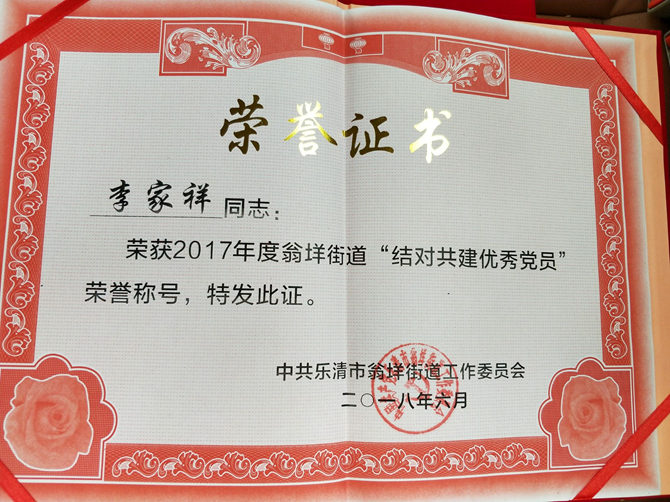 荣誉证书
李家祥同志：
荣获2017年度翁垟街道“结对共建优秀党员”
荣誉称号，特发此证。
中共乐清市翁垟街道工作委员会
二〇一八年六月